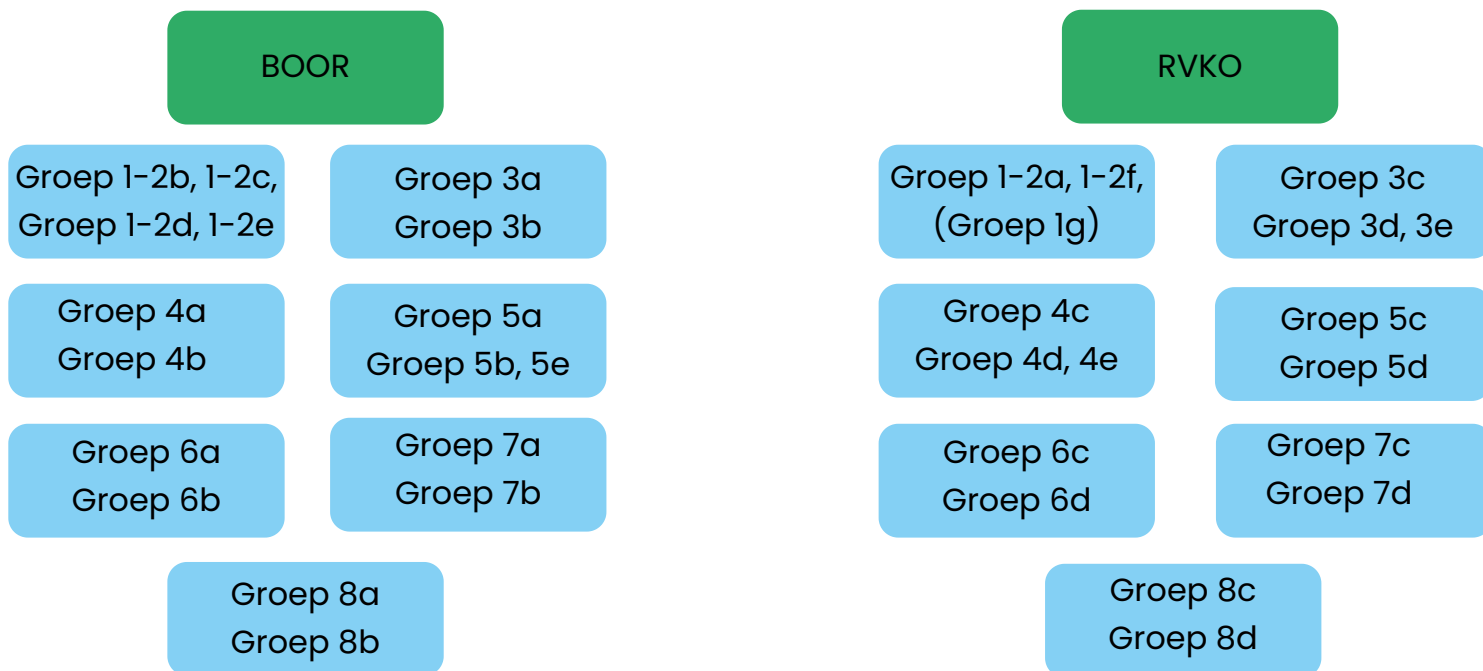 BOOR
Groep 1-2b, 1-2c,
Groep 1-2d, 1-2e
Groep 3a
Groep 3b
Groep 4a
Groep 4b
Groep 5a
Groep 5b, 5e
Groep 6a
Groep 6b
Groep 7a
Groep 7b
Groep 8a
Groep 8b
RVKO
Groep 1-2a, 1-2f,
(Groep 1g)
Groep 3c
Groep 3d, 3e
Groep 4c
Groep 4d, 4e
Groep 5c
Groep 5d
Groep 6c
Groep 6d
Groep 7c
Groep 7d
Groep 8c
Groep 8d